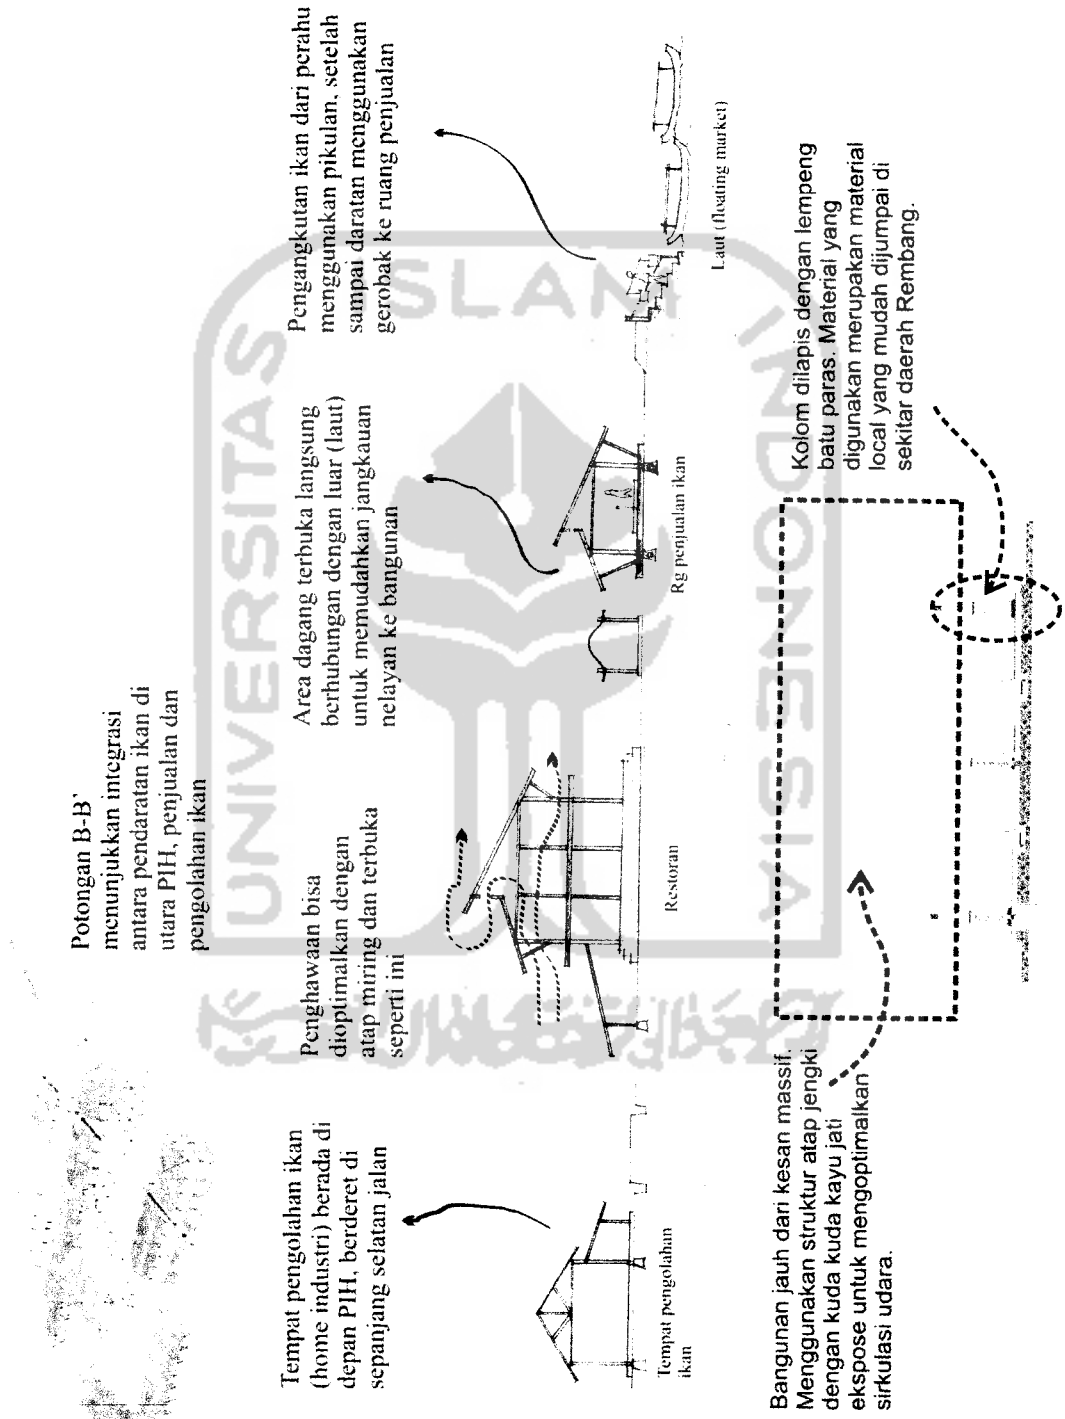 Potongan B-B'
menunjukkan integrasi
antara pendaratan ikan di
utara PIH, penjualan dan
pengolahan ikan
Tempat pengolahan ikan
(home industri) berada di
depan PIH, berderet di
sepanjang selatan jalan
Penghawaan bisa
dioptimalkan dengan
atap miring dan terbuka
seperti ini
Area dagang terbuka langsung
berhubungan dengan luar (laut)
untuk memudahkan jangkauan
nelayan ke bangunan
Pengangkutan ikan dari perahu
menggunakan pikulan, setelah
sampai daratan menggunakan
gerobak ke ruang penjualan
Tempat pengolahan
ikan
Restoran
Rg penjualan ikan
Laut (floating market)
Bangunan jauh dari kesan massif.
Menggunakan struktur atap jengki
dengan kuda kuda kayu jati
ekspose untuk mengoptimalkan
sirkulasi udara.
Kolom dilapis dengan lempeng
batu paras. Material yang
digunakan merupakan material
local yang mudah dijumpai di
sekitar daerah Rembang.
UNIVERSITAS
ISLAM
INDONESIA